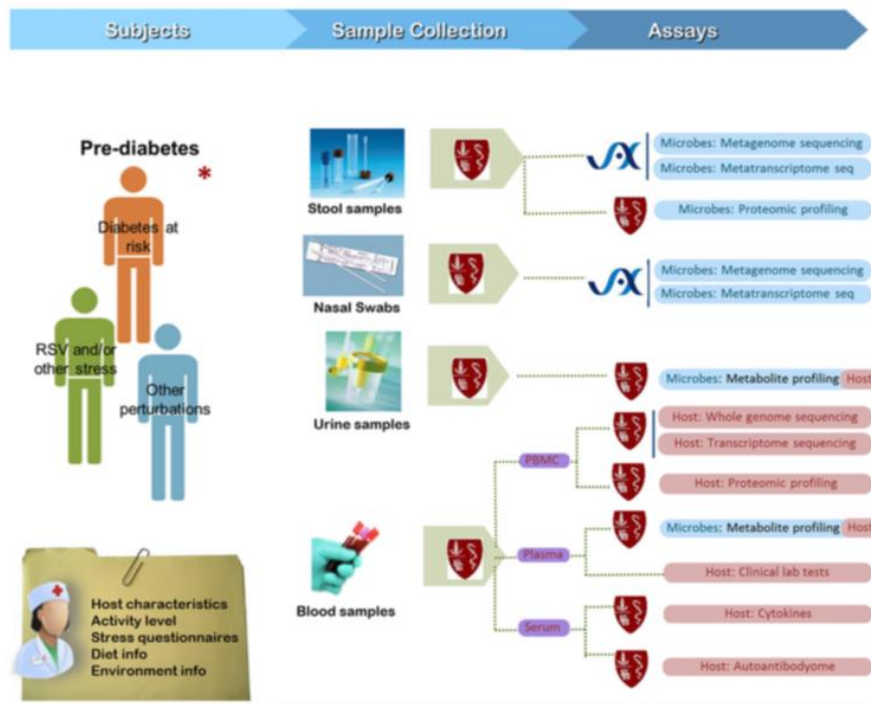 Subjects
Sample Collection
Assays
Pre-diabetes
*
Diabetes at
risk
RSV and/or
other stress
Other
perturbations
Host characteristics
Activity level
Stress questionnaires
Diet info
Environment info
Stool samples
Nasal Swabs
Urine samples
Blood samples
PBMC
Plasma
Serum
Microbes: Metagenome sequencing
Microbes: Metatranscriptome seq
Microbes: Proteomic profiling
Microbes: Metagenome sequencing
Microbes: Metatranscriptome seq
Microbes: Metabolite profiling Host
Host: Whole genome sequencing
Host: Transcriptome sequencing
Host: Proteomic profiling
Microbes: Metabolite profiling Host
Host: Clinical lab tests
Host: Cytokines
Host: Autoantibodyome